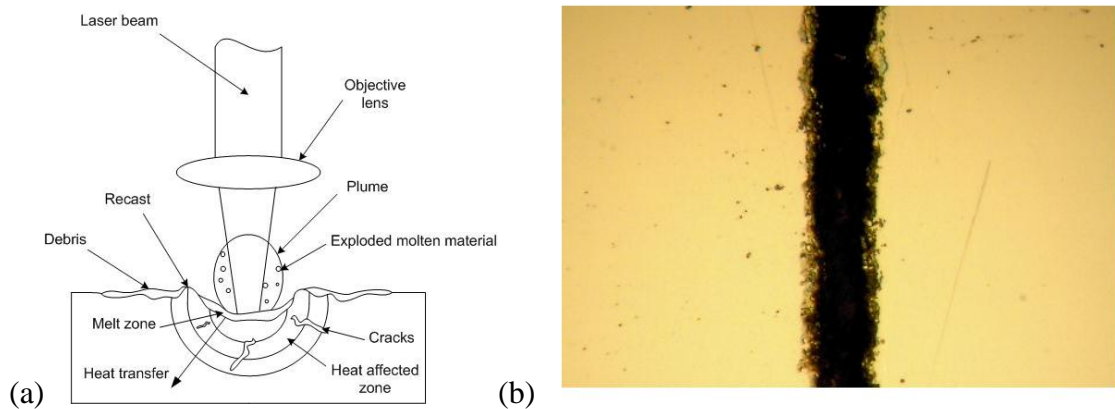 Laser beam
Objective
lens
Plume
Recast
Exploded molten material
Debris
Melt zone
Cracks
Heat transfer
Heat affected
zone
(a)
(b)